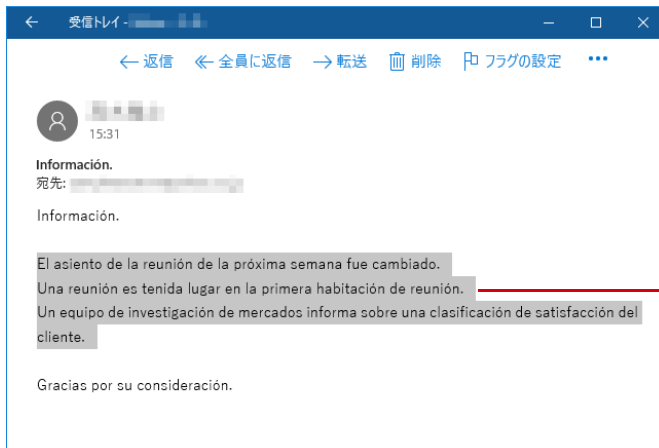 ← 受信トレイ -
← 返信 ≪ 全員に返信 → 転送 削除 フラグの設定 •••
15:31
Información.
宛先:
Información.
El asiento de la reunión de la próxima semana fue cambiado.
Una reunión es tenida lugar en la primera habitación de reunión.
Un equipo de investigación de mercados informa sobre una clasificación de satisfacción del
cliente.
Gracias por su consideración.